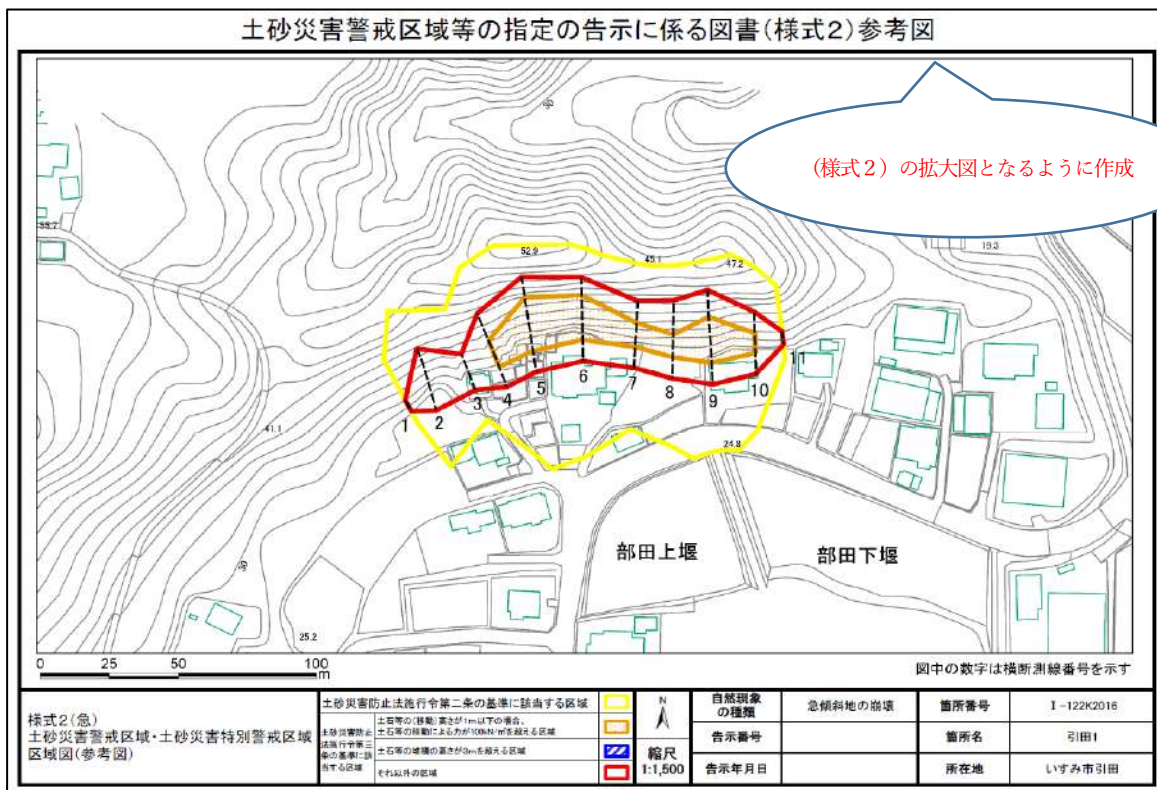 土砂災害警戒区域等の指定の告示に係る図書(様式2)参考図
(様式2)の拡大図となるように作成
55.7
52.9
45.1
47.2
19.3
41.1
1
2
3
4
5
6
7
8
9
10
11
24.8
部田上堰
部田下堰
25.2
0 50 100
25
m
図中の数字は横断測線番号を示す
様式2(急)
土砂災害警戒区域・土砂災害特別警戒区域
区域図(参考図)
土砂災害防止法施行令第二条の基準に該当する区域
土砂災害防止
法施行令第三
条の基準に該
当する区域
土石等の(移動)高さが1m以下の場合、
土石等の移動による力が100kN/㎡を超える区域
土石等の堆積の高さが3mを超える区域
それ以外の区域
N
縮尺
1:1,500
自然現象
の種類
急傾斜地の崩壊
箇所番号
Ⅰ-122K2016
告示番号
箇所名
引田1
告示年月日
所在地
いすみ市引田